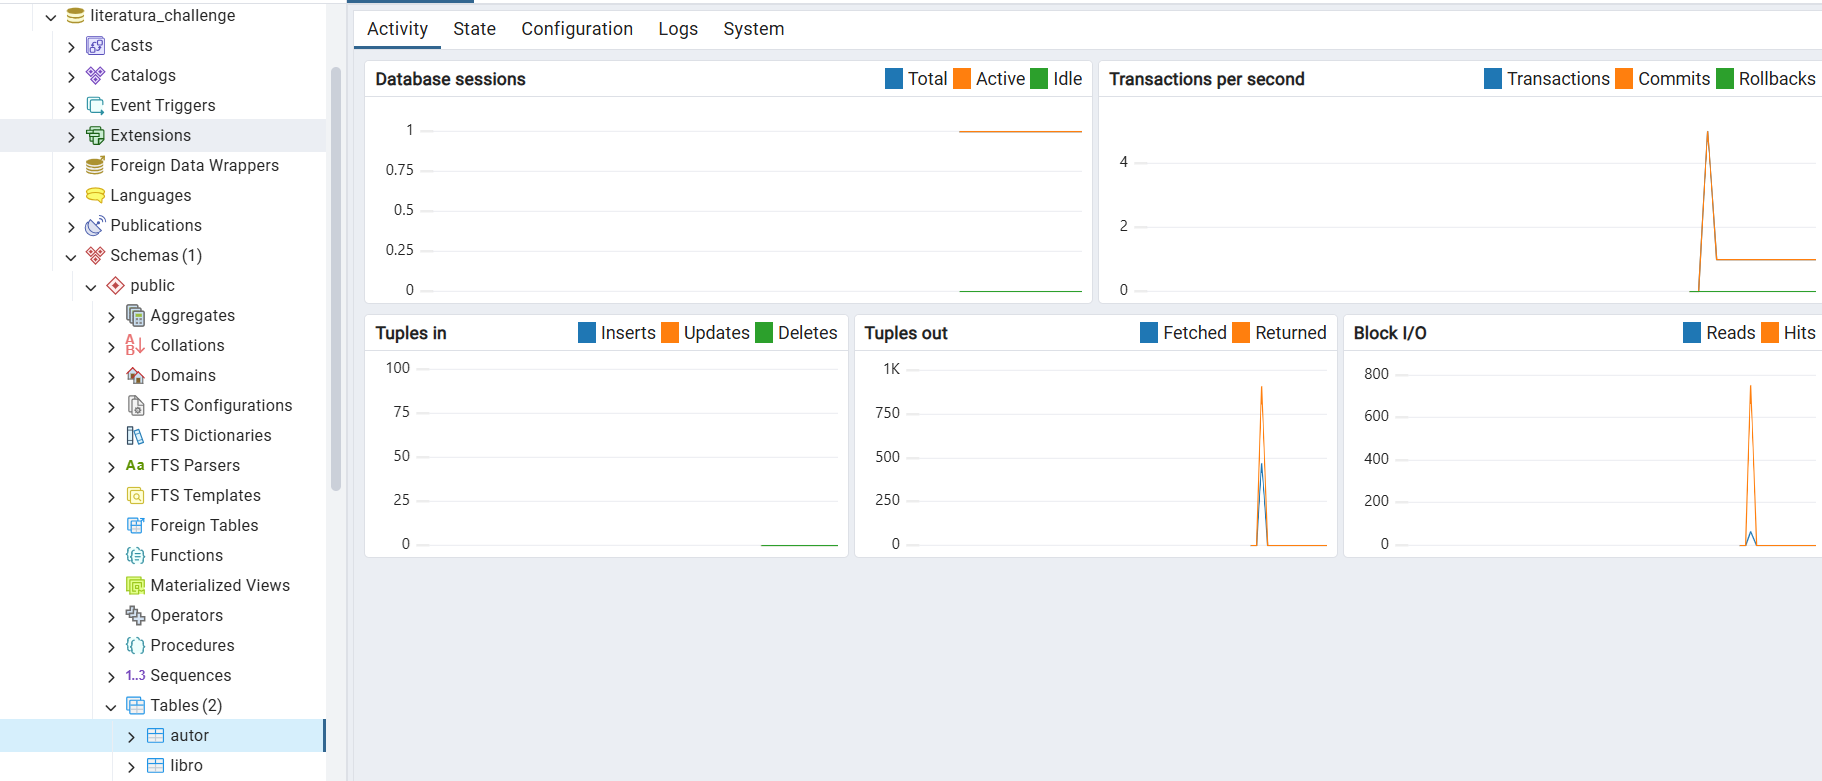 literatura_challenge
Casts
Catalogs
Event Triggers
Extensions
Foreign Data Wrappers
Languages
Publications
Schemas (1)
public
Aggregates
Collations
Domains
FTS Configurations
FTS Dictionaries
Aa FTS Parsers
FTS Templates
Foreign Tables
Functions
Materialized Views
Operators
Procedures
1..3 Sequences
Tables (2)
autor
libro
Activity State Configuration Logs System
Database sessions Total Active Idle
1
0.75
0.5
0.25
0
Transactions per second Transactions Commits Rollbacks
4
2
0
Tuples in Inserts Updates Deletes
100
75
50
25
0
Tuples out Fetched Returned
1K
750
500
250
0
Block I/O Reads Hits
800
600
400
200
0